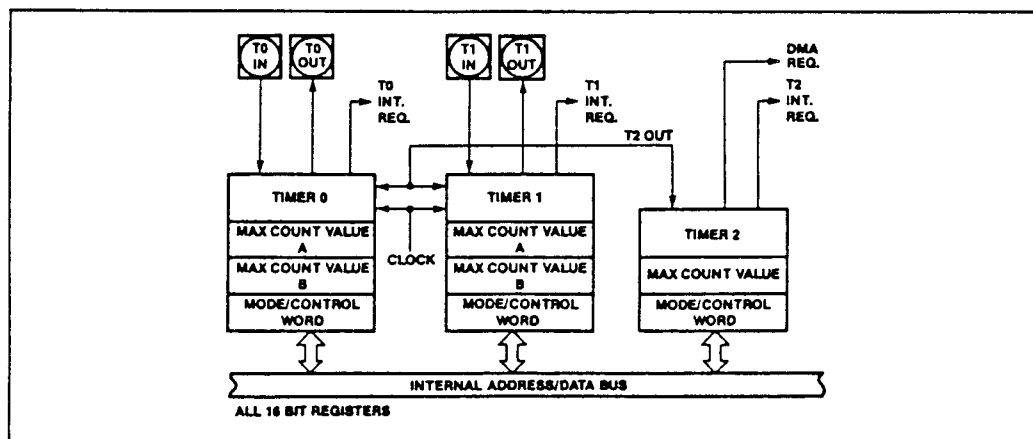 T0
IN
T0
OUT
T1
IN
T1
OUT
DMA
REQ.
T0
INT.
REQ.
T1
INT.
REQ.
T2
INT.
REQ.
T2 OUT
TIMER 0
TIMER 1
TIMER 2
MAX COUNT VALUE
A
MAX COUNT VALUE
B
MODE/CONTROL
WORD
CLOCK
MAX COUNT VALUE
A
MAX COUNT VALUE
B
MODE/CONTROL
WORD
MAX COUNT VALUE
MODE/CONTROL
WORD
INTERNAL ADDRESS/DATA BUS
ALL 16 BIT REGISTERS